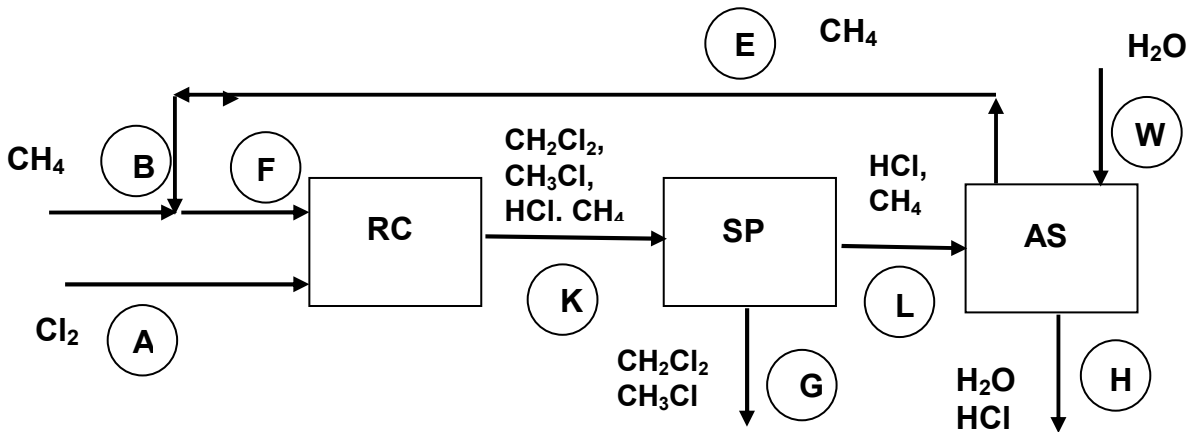 E
CH₄
H₂O
W
CH₄
B
F
CH₂Cl₂,
CH₃Cl,
HCl. CH₄
HCl,
CH₄
RC
SP
AS
K
L
Cl₂
A
CH₂Cl₂
CH₃Cl
G
H₂O
HCl
H